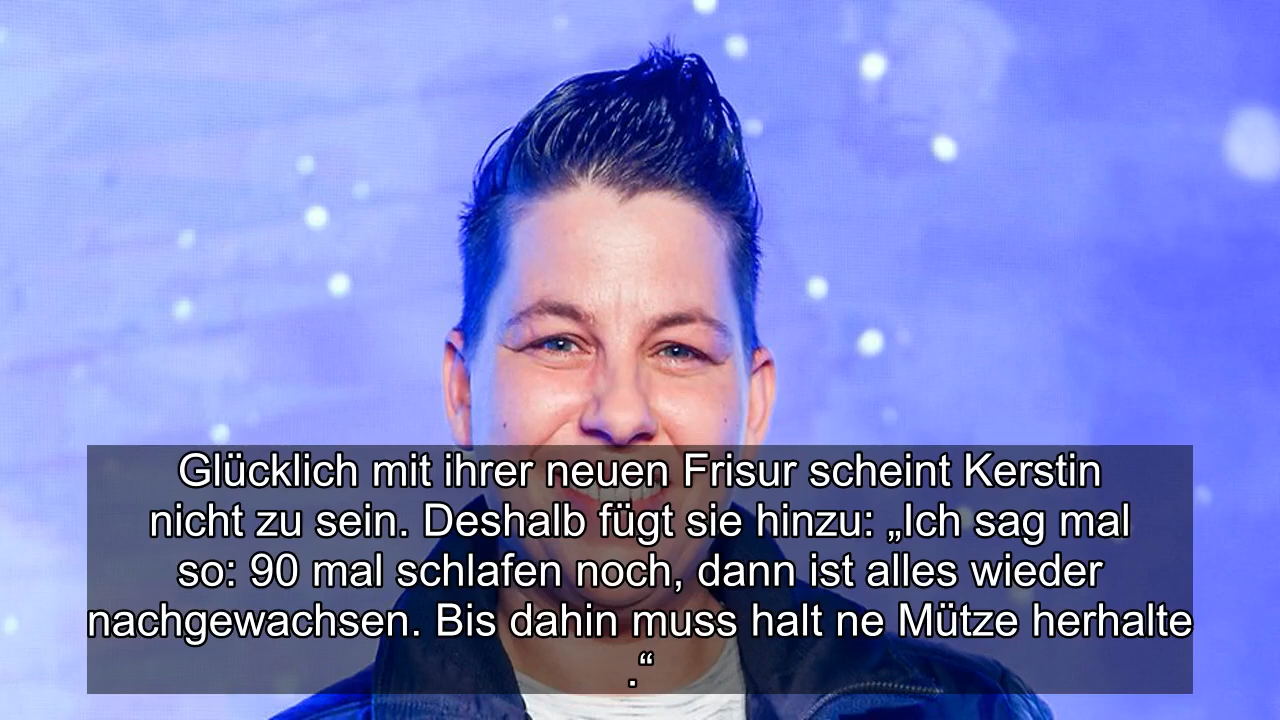 Glücklich mit ihrer neuen Frisur scheint Kerstin
nicht zu sein. Deshalb fügt sie hinzu: „Ich sag mal
so: 90 mal schlafen noch, dann ist alles wieder
nachgewachsen. Bis dahin muss halt ne Mütze herhalte
.“